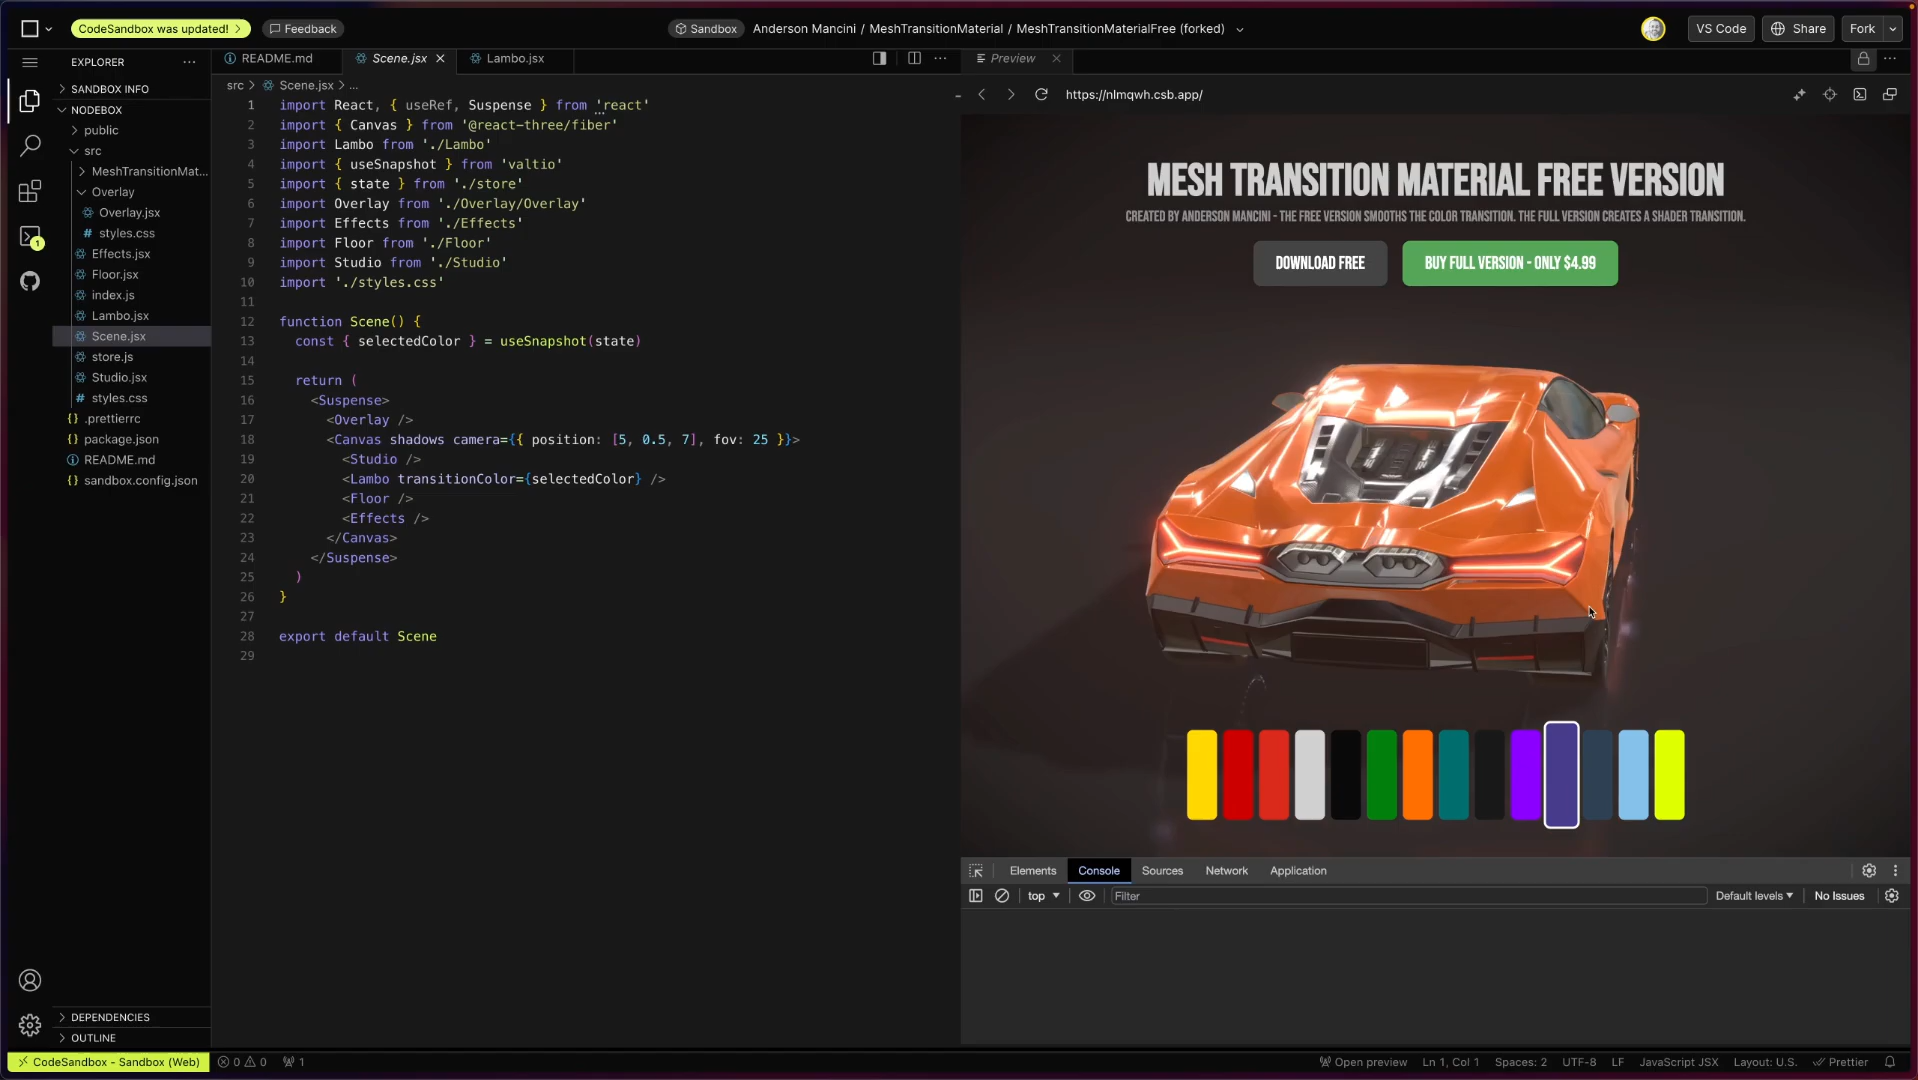 CodeSandbox was updated!
Feedback
Sandbox
Anderson Mancini / MeshTransitionMaterial / MeshTransitionMaterialFree (forked)
VS Code
Share
Fork
EXPLORER
SANDBOX INFO
NODEBOX
public
src
MeshTransitionMat...
Overlay
Overlay.jsx
# styles.css
Effects.jsx
Floor.jsx
index.js
Lambo.jsx
Scene.jsx
store.js
Studio.jsx
# styles.css
{} .prettierrc
{} package.json
README.md
{} sandbox.config.json
1
DEPENDENCIES
OUTLINE
README.md
Scene.jsx
Lambo.jsx
src > Scene.jsx > ...
1 import React, { useRef, Suspense } from 'react'
2 import { Canvas } from '@react-three/fiber'
3 import Lambo from './Lambo'
4 import { useSnapshot } from 'valtio'
5 import { state } from './store'
6 import Overlay from './Overlay/Overlay'
7 import Effects from './Effects'
8 import Floor from './Floor'
9 import Studio from './Studio'
10 import './styles.css'
11
12 function Scene() {
13 const { selectedColor } = useSnapshot(state)
14
15 return (
16 <Suspense>
17 <Overlay />
18 <Canvas shadows camera={{ position: [5, 0.5, 7], fov: 25 }}>
19 <Studio />
20 <Lambo transitionColor={selectedColor} />
21 <Floor />
22 <Effects />
23 </Canvas>
24 </Suspense>
25 )
26 }
27
28 export default Scene
29
Preview
https://nlmqwh.csb.app/
MESH TRANSITION MATERIAL FREE VERSION
CREATED BY ANDERSON MANCINI - THE FREE VERSION SMOOTHS THE COLOR TRANSITION. THE FULL VERSION CREATES A SHADER TRANSITION.
DOWNLOAD FREE
BUY FULL VERSION - ONLY $4.99
Elements
Console
Sources
Network
Application
top
Filter
Default levels
No Issues
CodeSandbox - Sandbox (Web)
0
0
1
Open preview
Ln 1, Col 1
Spaces: 2
UTF-8
LF
JavaScript JSX
Layout: U.S.
Prettier